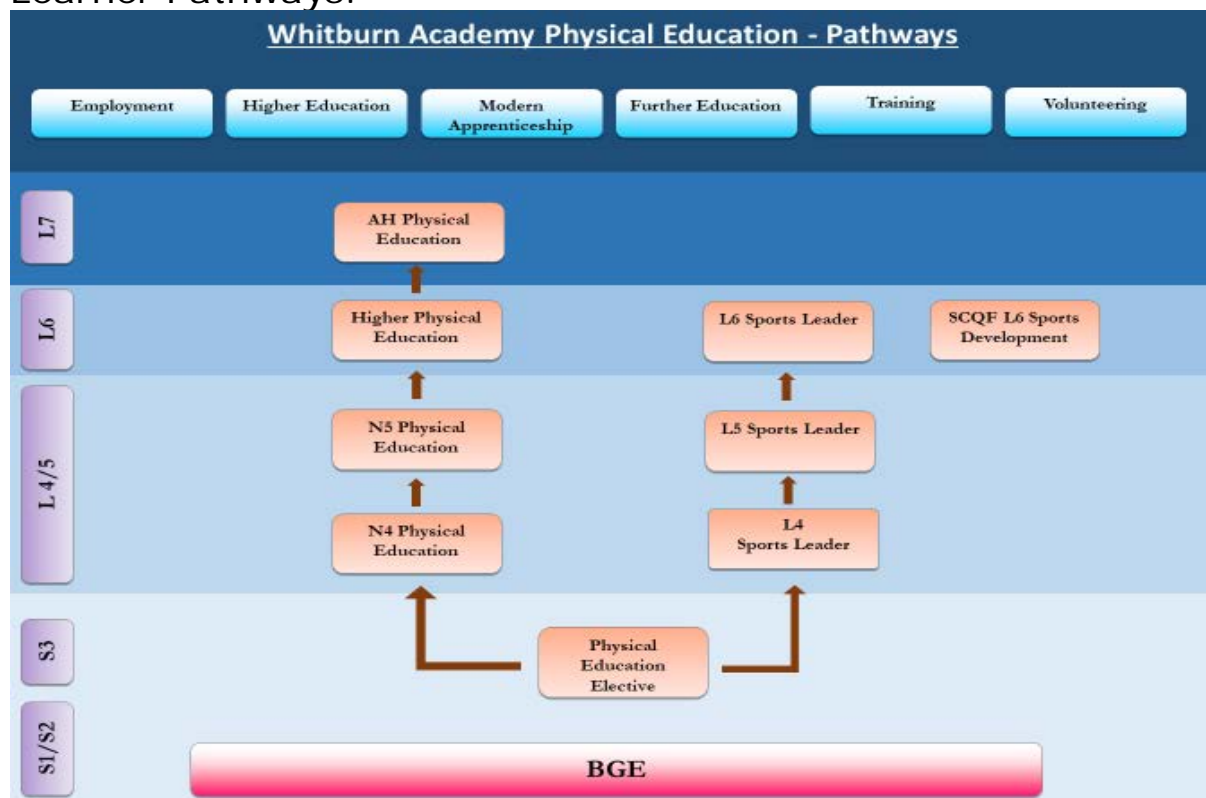 Learner Pathways:
Whitburn Academy Physical Education - Pathways
Employment
Higher Education
Modern
Apprenticeship
Further Education
Training
Volunteering
L7
AH Physical
Education
L6
Higher Physical
Education
L6 Sports Leader
SCQF L6 Sports
Development
L 4/5
N5 Physical
Education
L5 Sports Leader
N4 Physical
Education
L4
Sports Leader
S3
Physical
Education
Elective
S1/S2
BGE